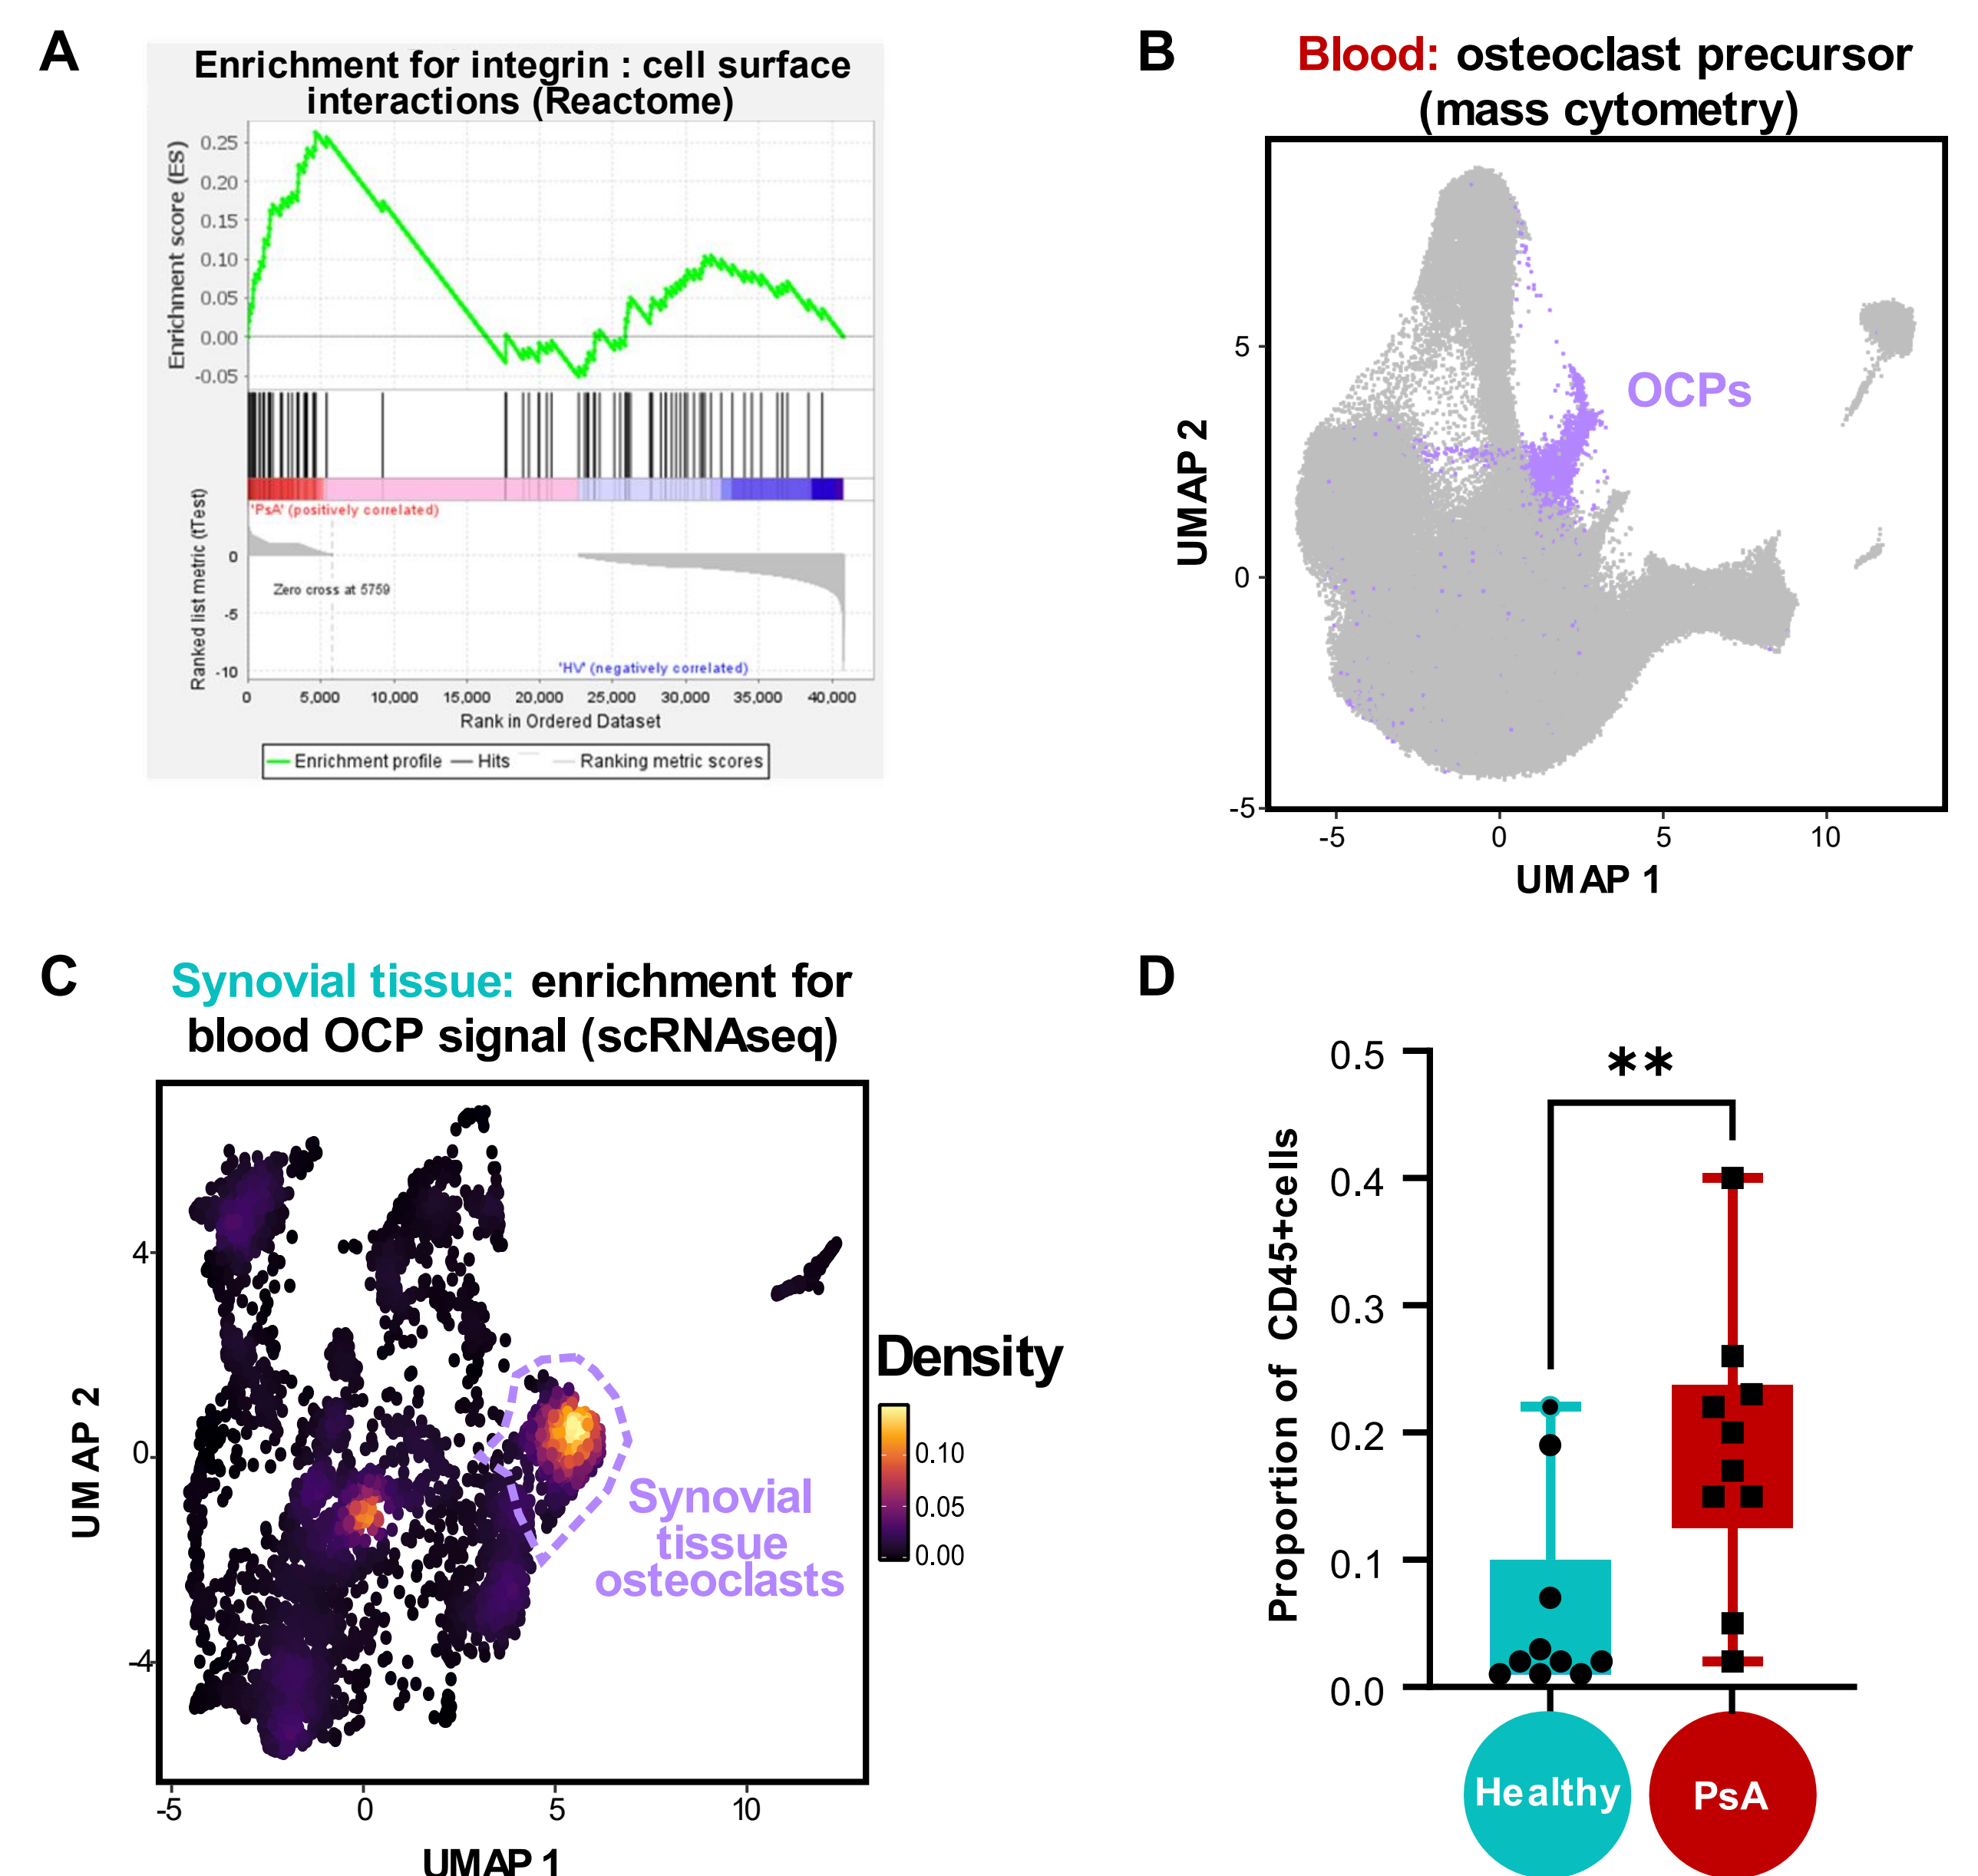 A
Enrichment for integrin : cell surface
interactions (Reactome)
Enrichment score (ES)
0.25
0.20
0.15
0.10
0.05
0.00
-0.05
'PsA' (positively correlated)
Ranked list metric (tTest)
0
-5
-10
Zero cross at 5759
'HV' (negatively correlated)
0 5,000 10,000 15,000 20,000 25,000 30,000 35,000 40,000
Rank in Ordered Dataset
Enrichment profile Hits Ranking metric scores
B
Blood: osteoclast precursor
(mass cytometry)
OCPs
UMAP 2
5
0
-5
-5 0 5 10
UMAP 1
C
Synovial tissue: enrichment for
blood OCP signal (scRNAseq)
UMAP 2
4
0
-4
-5 0 5 10
UMAP 1
Synovial
tissue
osteoclasts
Density
0.10
0.05
0.00
D
Proportion of CD45+cells
0.5
0.4
0.3
0.2
0.1
0.0
**
Healthy
PsA